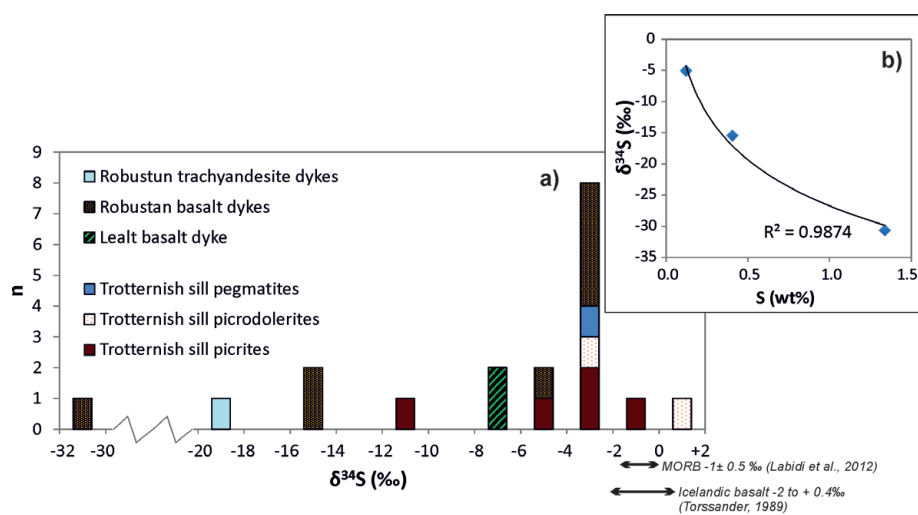 a)
9
8
7
6
5
4
3
2
1
0
n
Robustun trachyandesite dykes
Robustan basalt dykes
Lealt basalt dyke
Trotternish sill pegmatites
Trotternish sill picrodolerites
Trotternish sill picrites
-32 -30 -20 -18 -16 -14 -12 -10 -8 -6 -4 -2 0 +2
δ³⁴S (‰)
MORB -1± 0.5 ‰ (Labidi et al., 2012)
Icelandic basalt -2 to + 0.4‰
(Torssander, 1989)
b)
0
-5
-10
-15
-20
-25
-30
-35
δ³⁴S (‰)
R² = 0.9874
0.0 0.5 1.0 1.5
S (wt%)